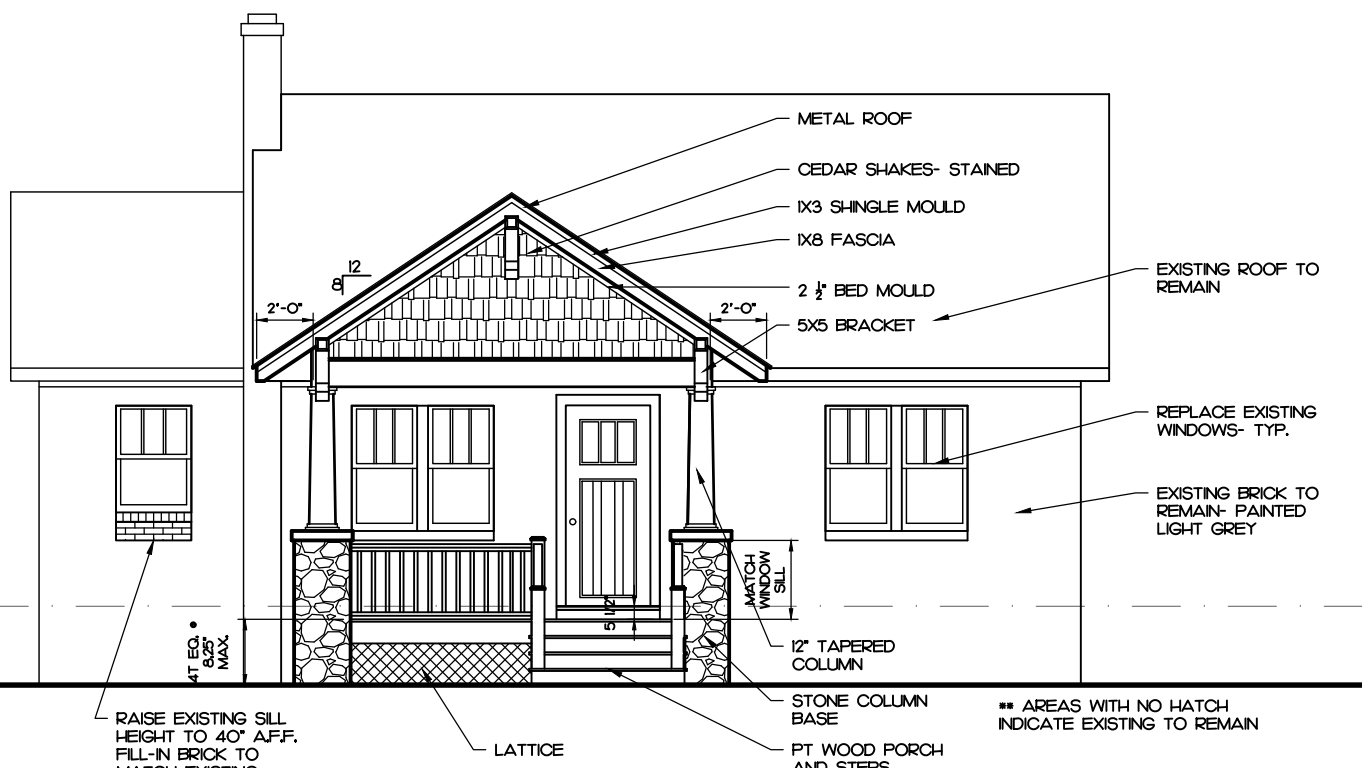 METAL ROOF
CEDAR SHAKES- STAINED
1X3 SHINGLE MOULD
1X8 FASCIA
2 ½" BED MOULD
5X5 BRACKET
12
8
2'-0"
2'-0"
EXISTING ROOF TO
REMAIN
REPLACE EXISTING
WINDOWS- TYP.
EXISTING BRICK TO
REMAIN- PAINTED
LIGHT GREY
MATCH
WINDOW
SILL
5 1/2"
4T EQ. •
8.25"
MAX.
12" TAPERED
COLUMN
STONE COLUMN
BASE
PT WOOD PORCH
AND STEPS
LATTICE
RAISE EXISTING SILL
HEIGHT TO 40" A.F.F.
FILL-IN BRICK TO
MATCH EXISTING
** AREAS WITH NO HATCH
INDICATE EXISTING TO REMAIN